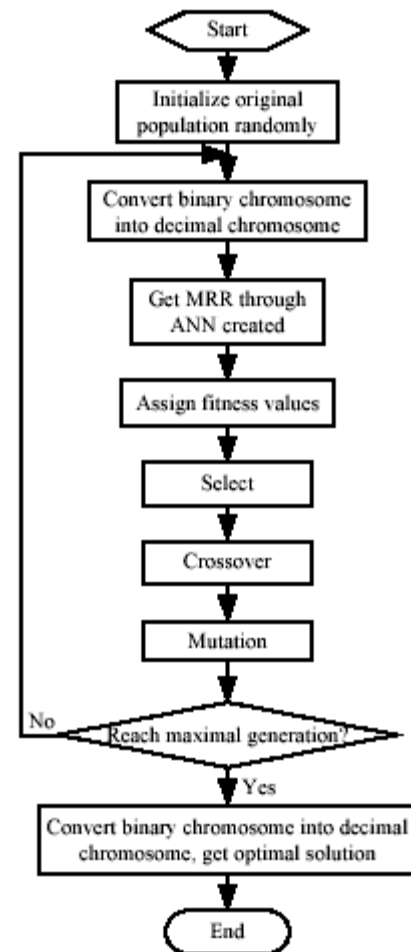 Start
Initialize original
population randomly
Convert binary chromosome
into decimal chromosome
Get MRR through
ANN created
Assign fitness values
Select
Crossover
Mutation
No
Reach maximal generation?
Yes
Convert binary chromosome into decimal
chromosome, get optimal solution
End